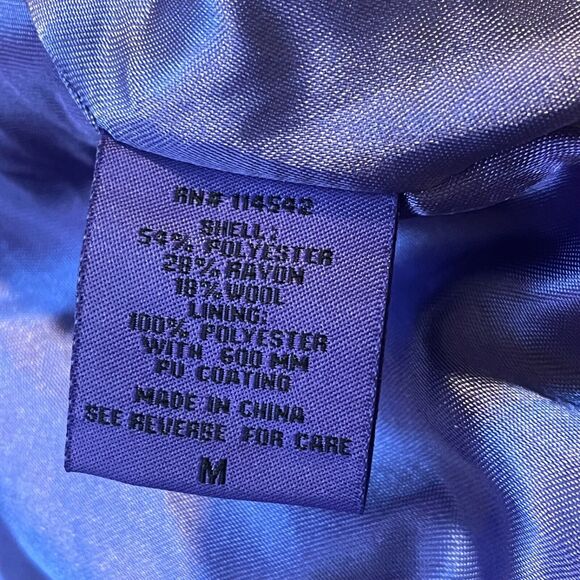 RN# 114542
SHELL:
54% POLYESTER
28% RAYON
18% WOOL
LINING:
100% POLYESTER
WITH 600 MM
PU COATING
MADE IN CHINA
SEE REVERSE FOR CARE
M